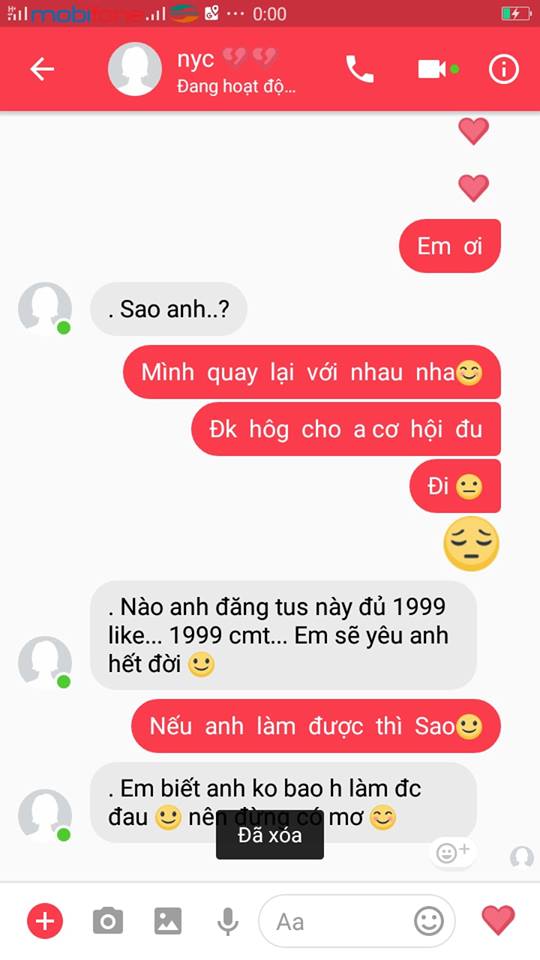 mobifone
0:00
nyc
Đang hoạt độ...
Em ơi
. Sao anh..?
Mình quay lại với nhau nha😊
Đk hôg cho a cơ hội đu
Đi 😐
. Nào anh đăng tus này đủ 1999
like... 1999 cmt... Em sẽ yêu anh
hết đời 🙂
Nếu anh làm được thì Sao🙂
. Em biết anh ko bao h làm đc
đau 🙂 nên đừng có mơ 😊
Đã xóa
Aa